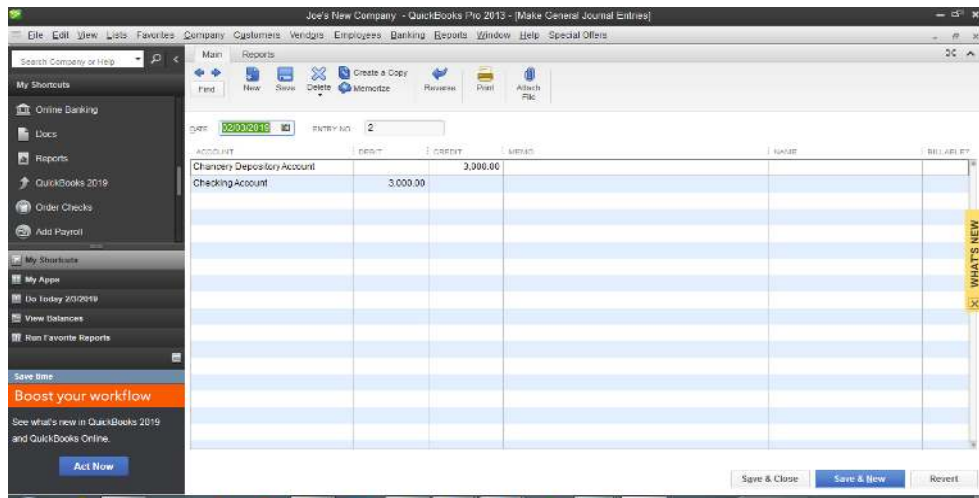 Joe's New Company - QuickBooks Pro 2013 - [Make General Journal Entries]
File Edit View Lists Favorites Company Customers Vendors Employees Banking Reports Window Help Special Offers
Search Company or Help
My Shortcuts
Online Banking
Docs
Reports
QuickBooks 2019
Order Checks
Add Payroll
My Shortcuts
My Apps
Do Today 2/3/2019
View Balances
Run Favorite Reports
Save time
Boost your workflow
See what's new in QuickBooks 2019
and QuickBooks Online.
Act Now
Main Reports
Find New Save Delete Create a Copy Memorize Reverse Print Attach File
DATE 02/03/2019 ENTRY NO. 2
ACCOUNT DEBIT CREDIT MEMO NAME BILLABLE?
Chancery Depository Account 3,000.00
Checking Account 3,000.00
WHAT'S NEW
Save & Close Save & New Revert